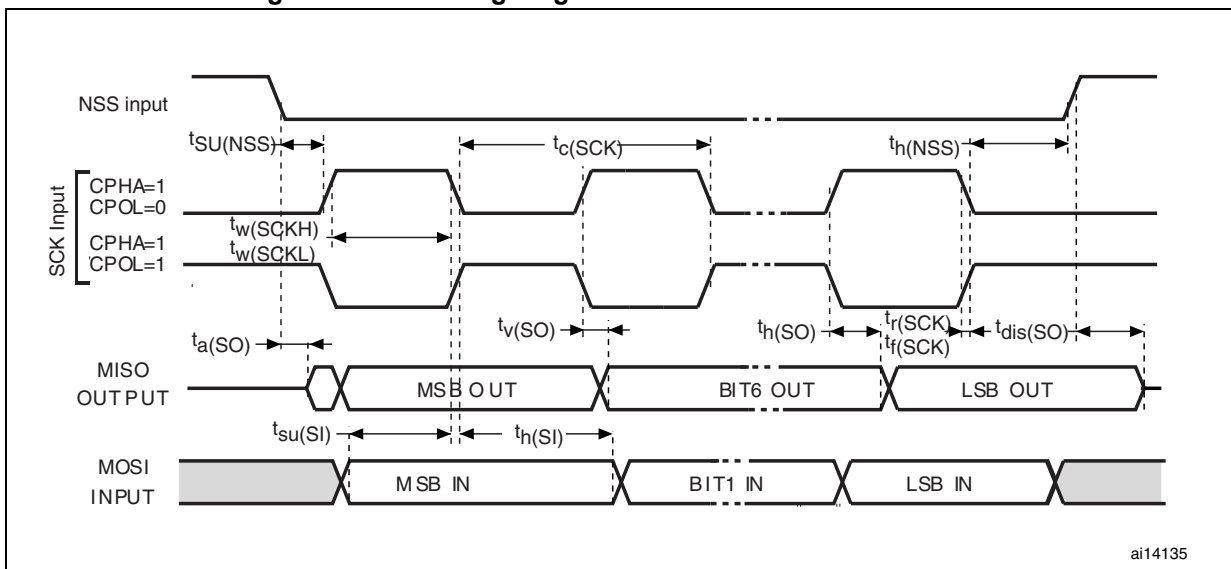 NSS input
tSU(NSS)
tc(SCK)
th(NSS)
SCK Input
CPHA=1
CPOL=0
tw(SCKH)
CPHA=1
tw(SCKL)
CPOL=1
ta(SO)
tv(SO)
th(SO)
tr(SCK)
tf(SCK)
tdis(SO)
MISO
OUTPUT
MSB OUT
BIT6 OUT
LSB OUT
tsu(SI)
th(SI)
MOSI
INPUT
MSB IN
BIT1 IN
LSB IN
ai14135